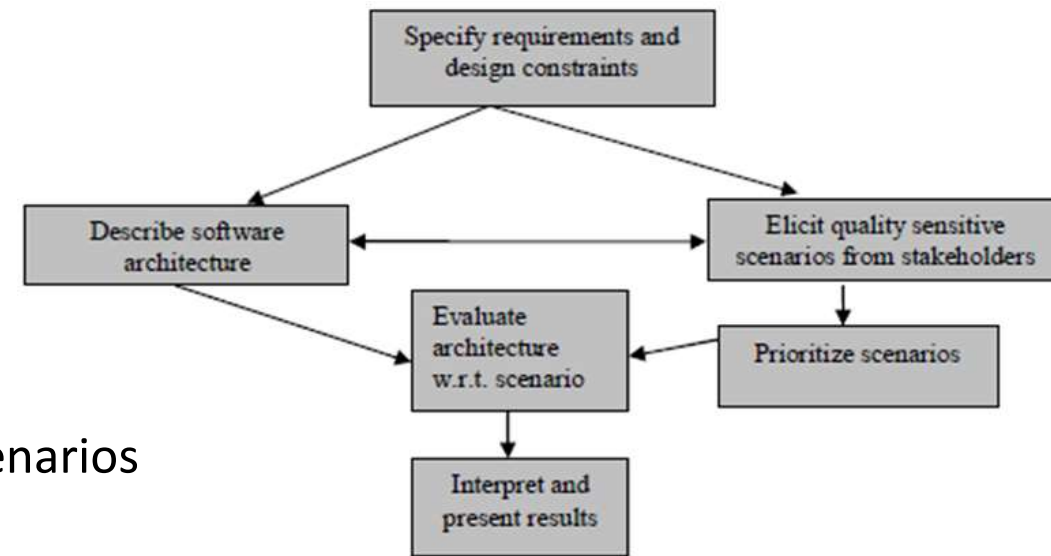 Specify requirements and
design constraints
Describe software
architecture
Elicit quality sensitive
scenarios from stakeholders
Evaluate
architecture
w.r.t. scenario
Prioritize scenarios
enarios
Interpret and
present results